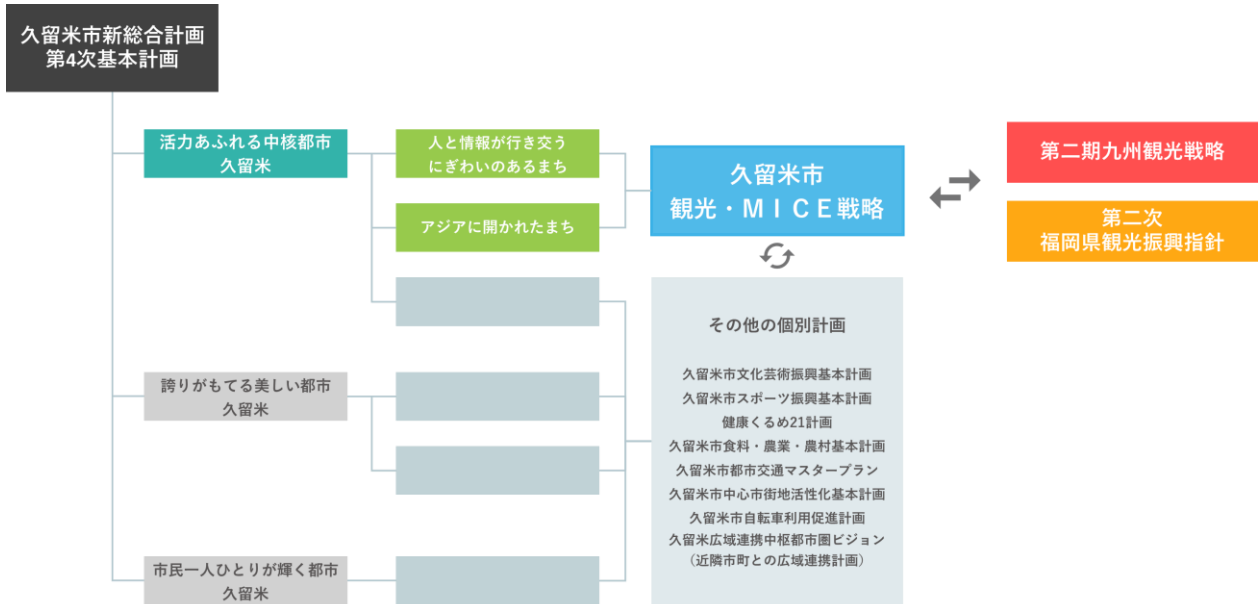 久留米市新総合計画
第4次基本計画
活力あふれる中核都市
久留米
人と情報が行き交う
にぎわいのあるまち
アジアに開かれたまち
久留米市
観光・ＭＩＣＥ戦略
第二期九州観光戦略
第二次
福岡県観光振興指針
誇りがもてる美しい都市
久留米
市民一人ひとりが輝く都市
久留米
その他の個別計画
久留米市文化芸術振興基本計画
久留米市スポーツ振興基本計画
健康くるめ21計画
久留米市食料・農業・農村基本計画
久留米市都市交通マスタープラン
久留米市中心市街地活性化基本計画
久留米市自転車利用促進計画
久留米広域連携中枢都市圏ビジョン
（近隣市町との広域連携計画）